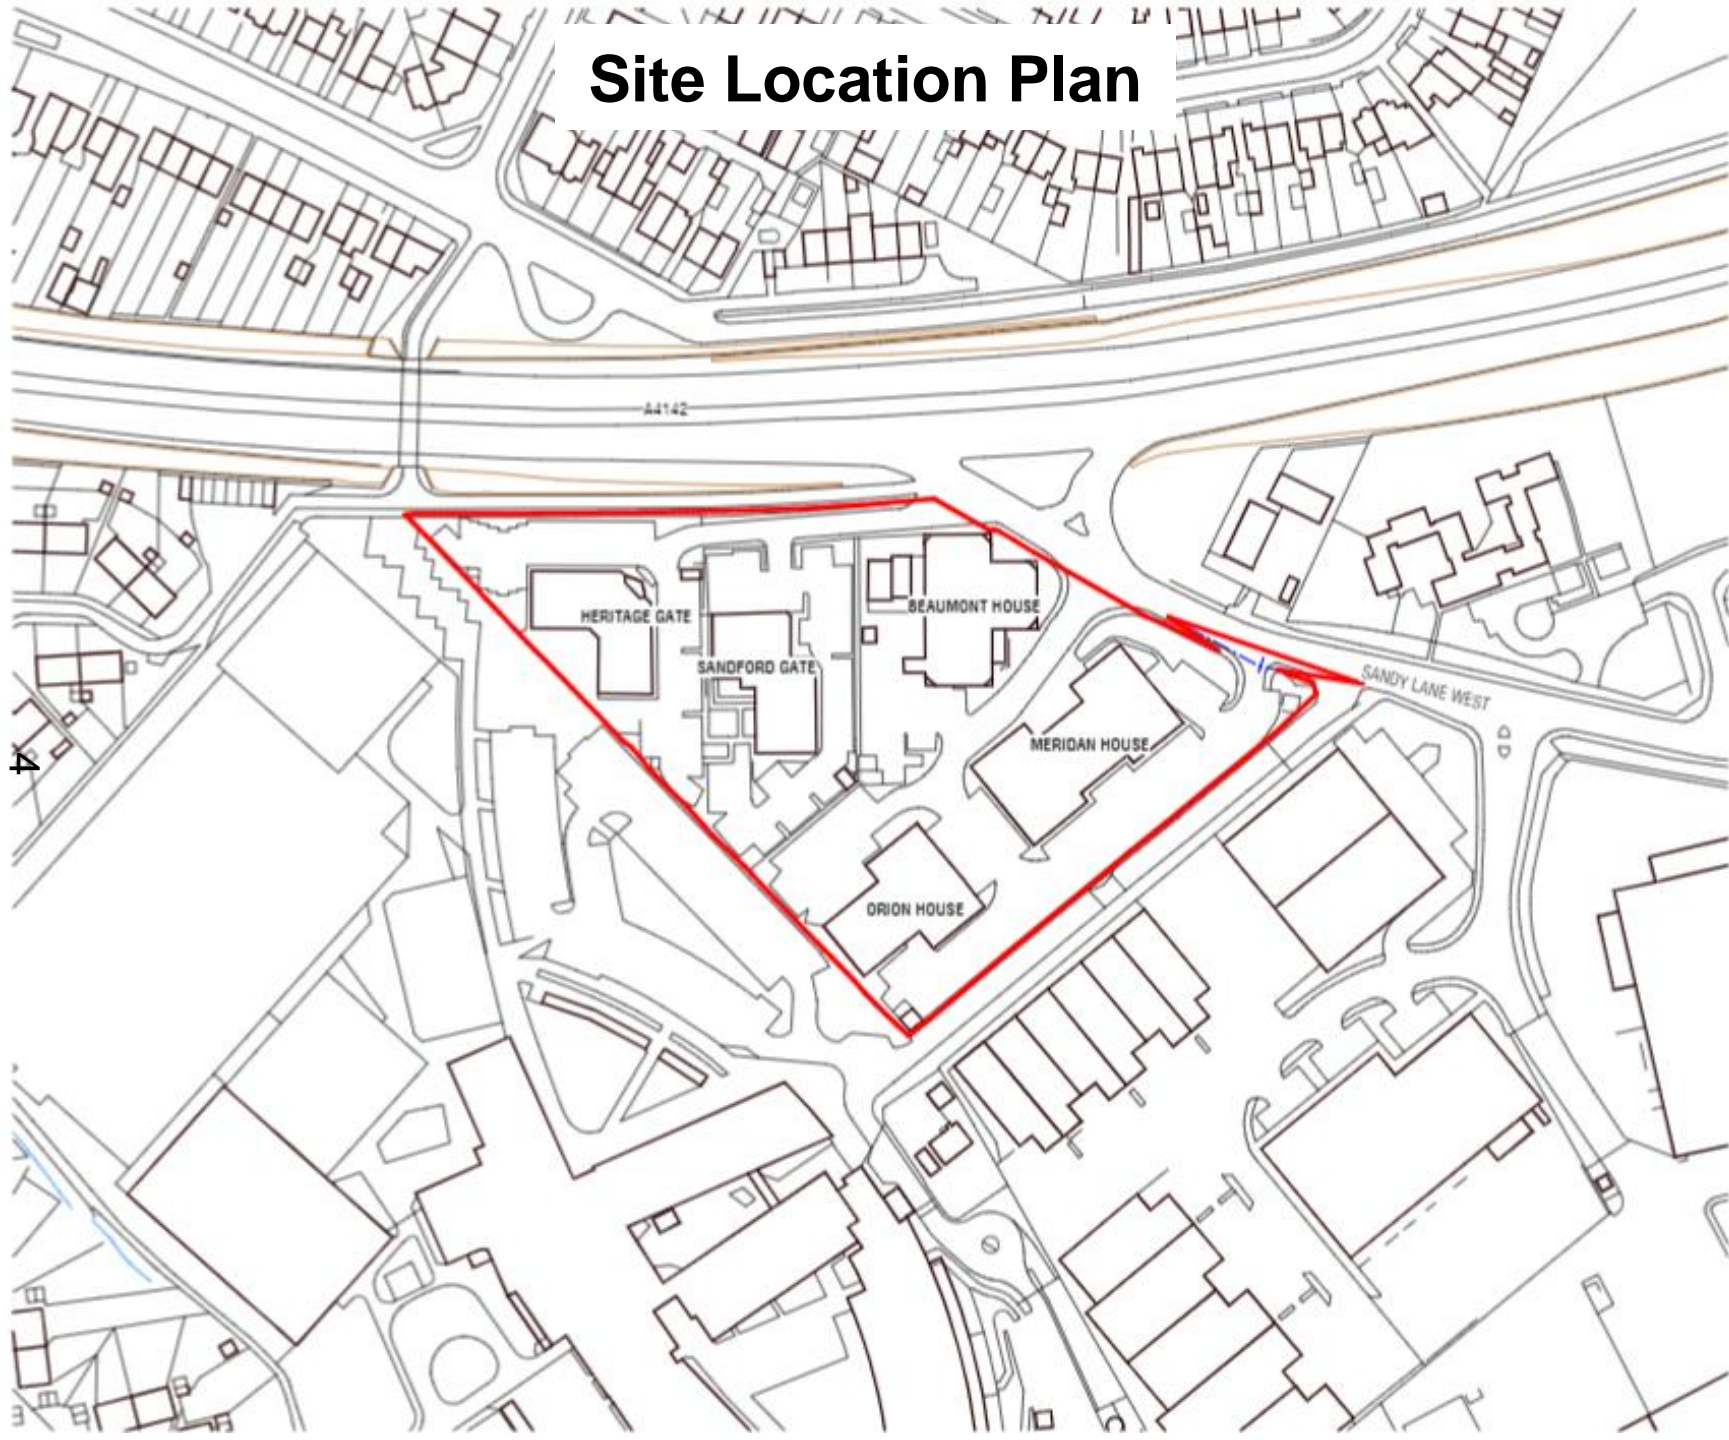 Site Location Plan
A4142
HERITAGE GATE
BEAUMONT HOUSE
SANDFORD GATE
SANDY LANE WEST
MERIDAN HOUSE
4
ORION HOUSE